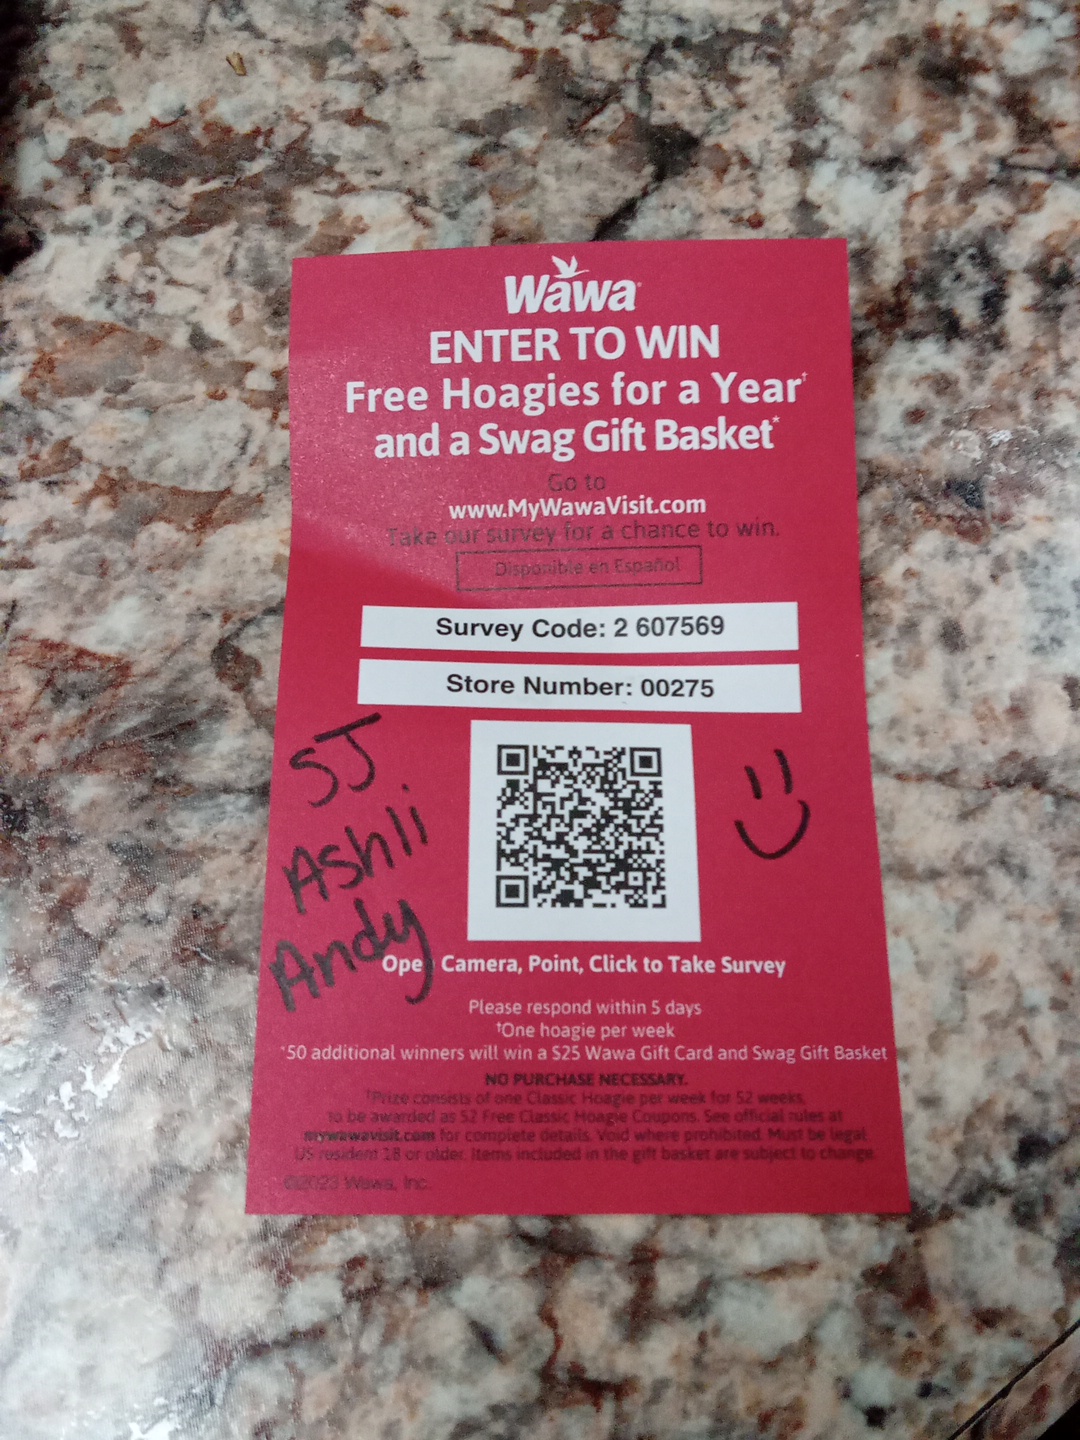 Wawa
ENTER TO WIN
Free Hoagies for a Year†
and a Swag Gift Basket*
Go to
www.MyWawaVisit.com
Take our survey for a chance to win.
Disponible en Español
Survey Code: 2 607569
Store Number: 00275
SJ
Ashli
Andy
Open Camera, Point, Click to Take Survey
Please respond within 5 days
†One hoagie per week
*50 additional winners will win a $25 Wawa Gift Card and Swag Gift Basket
NO PURCHASE NECESSARY.
†Prize consists of one Classic Hoagie per week for 52 weeks,
to be awarded as 52 Free Classic Hoagie Coupons. See official rules at
mywawavisit.com for complete details. Void where prohibited. Must be legal
US resident 18 or older. Items included in the gift basket are subject to change.
©2023 Wawa, Inc.